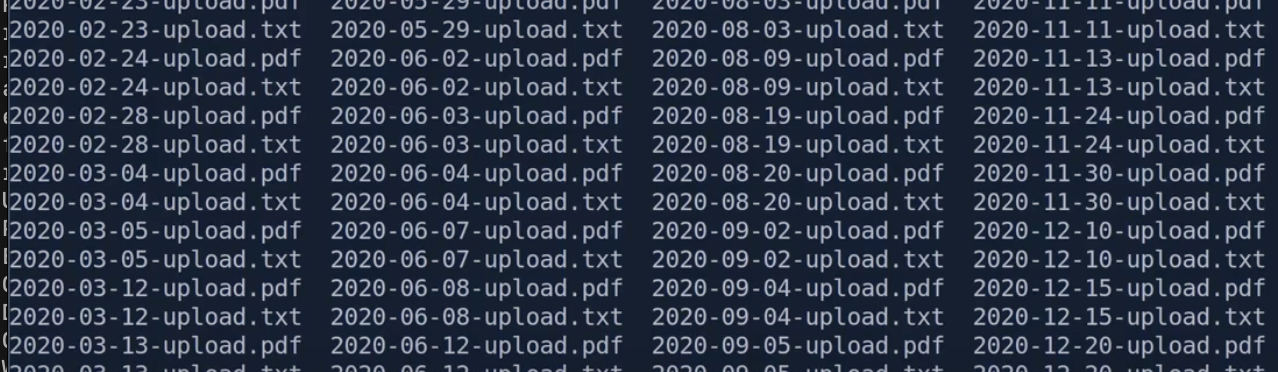 2020-02-23-upload.pdf 2020-05-29-upload.pdf 2020-08-03-upload.pdf 2020-11-11-upload.pdf
2020-02-23-upload.txt 2020-05-29-upload.txt 2020-08-03-upload.txt 2020-11-11-upload.txt
2020-02-24-upload.pdf 2020-06-02-upload.pdf 2020-08-09-upload.pdf 2020-11-13-upload.pdf
2020-02-24-upload.txt 2020-06-02-upload.txt 2020-08-09-upload.txt 2020-11-13-upload.txt
2020-02-28-upload.pdf 2020-06-03-upload.pdf 2020-08-19-upload.pdf 2020-11-24-upload.pdf
2020-02-28-upload.txt 2020-06-03-upload.txt 2020-08-19-upload.txt 2020-11-24-upload.txt
2020-03-04-upload.pdf 2020-06-04-upload.pdf 2020-08-20-upload.pdf 2020-11-30-upload.pdf
2020-03-04-upload.txt 2020-06-04-upload.txt 2020-08-20-upload.txt 2020-11-30-upload.txt
2020-03-05-upload.pdf 2020-06-07-upload.pdf 2020-09-02-upload.pdf 2020-12-10-upload.pdf
2020-03-05-upload.txt 2020-06-07-upload.txt 2020-09-02-upload.txt 2020-12-10-upload.txt
2020-03-12-upload.pdf 2020-06-08-upload.pdf 2020-09-04-upload.pdf 2020-12-15-upload.pdf
2020-03-12-upload.txt 2020-06-08-upload.txt 2020-09-04-upload.txt 2020-12-15-upload.txt
2020-03-13-upload.pdf 2020-06-12-upload.pdf 2020-09-05-upload.pdf 2020-12-20-upload.pdf
2020-03-13-upload.txt 2020-06-12-upload.txt 2020-09-05-upload.txt 2020-12-20-upload.txt